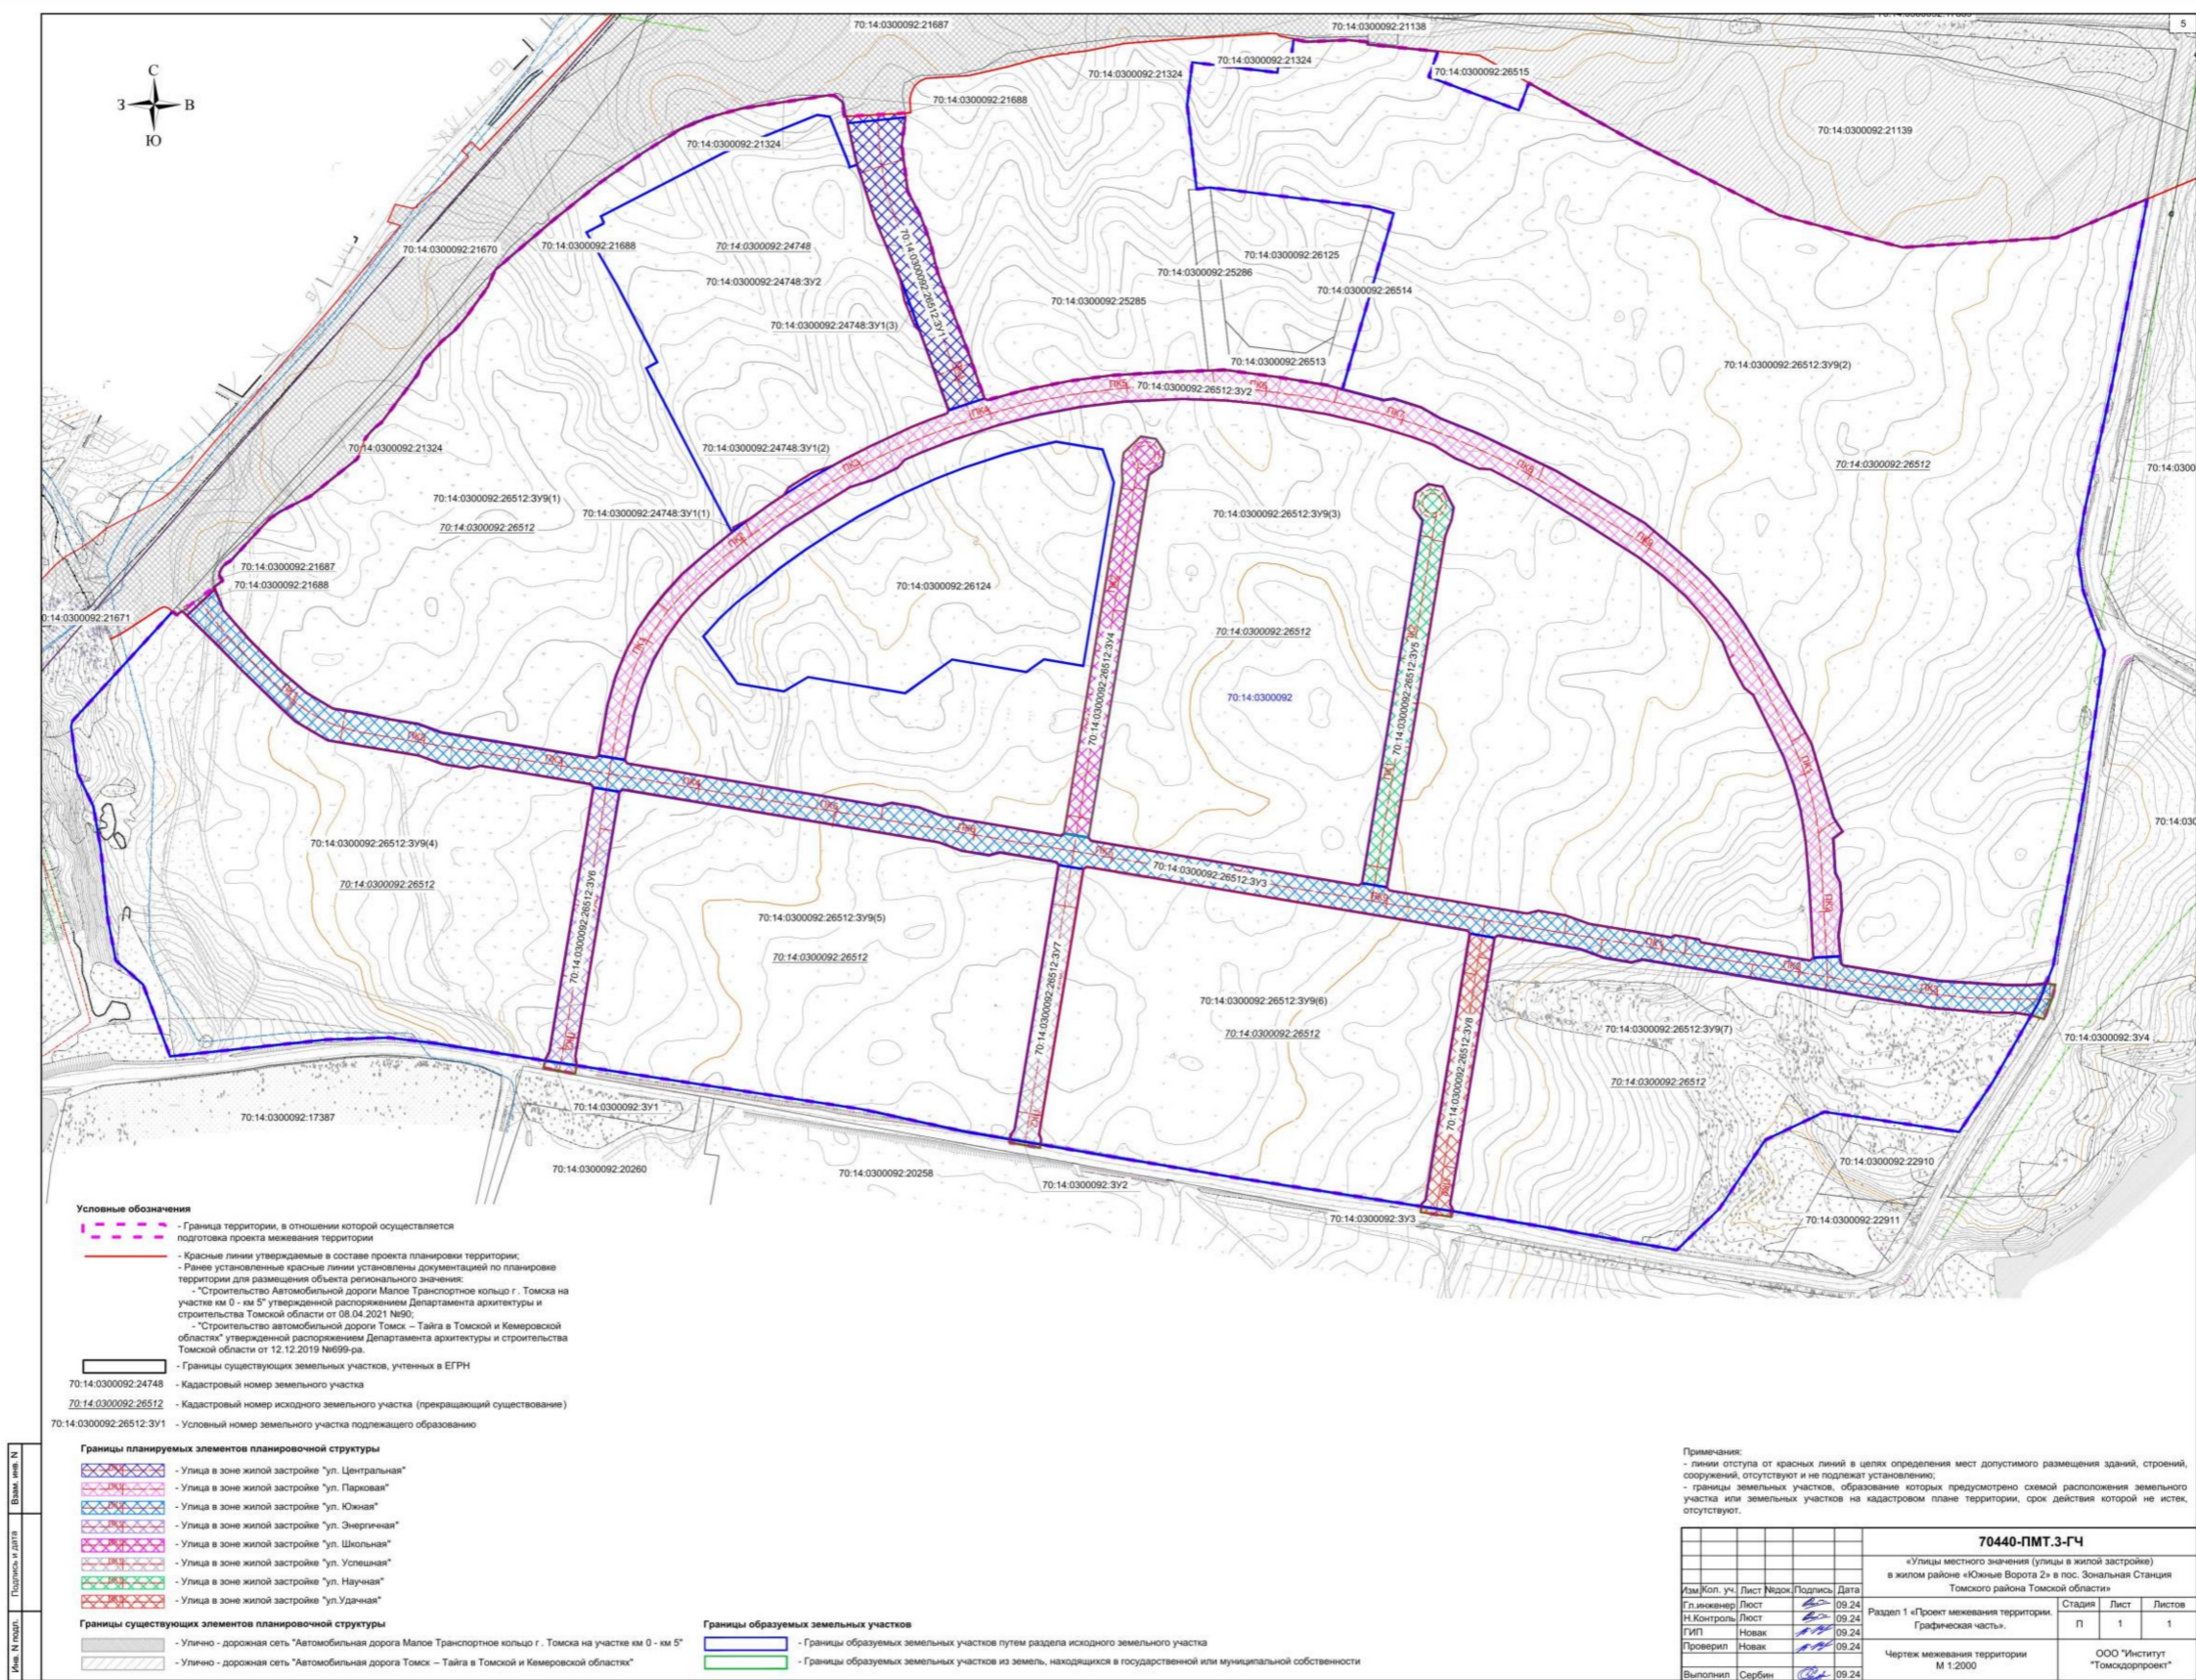 5
С
З
В
Ю
70:14:0300092:21687
70:14:0300092:21138
70:14:0300092:21324
70:14:0300092:21324
70:14:0300092:26515
70:14:0300092:21688
70:14:0300092:21139
70:14:0300092:21324
70:14:0300092:21670
70:14:0300092:21688
70:14:0300092:24748
70:14:0300092:24748:ЗУ2
70:14:0300092:26512:ЗУ1
70:14:0300092:26125
70:14:0300092:25286
70:14:0300092:26514
70:14:0300092:25285
70:14:0300092:24748:ЗУ1(3)
70:14:0300092:26513
70:14:0300092:26512:ЗУ9(2)
70:14:0300092:26512:ЗУ2
70:14:0300092:21324
70:14:0300092:24748:ЗУ1(2)
70:14:0300092:26512
70:14:0300
70:14:0300092:26512:ЗУ9(1)
70:14:0300092:26512
70:14:0300092:24748:ЗУ1(1)
70:14:0300092:26512:ЗУ9(3)
70:14:0300092:21687
70:14:0300092:21688
70:14:0300092:26124
0:14:0300092:21671
70:14:0300092:26512
70:14:0300092:26512:ЗУ4
70:14:0300092:26512:ЗУ5
70:14:0300092
70:14:030
70:14:0300092:26512:ЗУ9(4)
70:14:0300092:26512
70:14:0300092:26512:ЗУ3
70:14:0300092:26512:ЗУ6
70:14:0300092:26512:ЗУ9(5)
70:14:0300092:26512
70:14:0300092:26512:ЗУ7
70:14:0300092:26512:ЗУ9(6)
70:14:0300092:26512
70:14:0300092:26512:ЗУ8
70:14:0300092:26512:ЗУ9(7)
70:14:0300092:ЗУ4
70:14:0300092:26512
70:14:0300092:17387
70:14:0300092:ЗУ1
70:14:0300092:20260
70:14:0300092:20258
70:14:0300092:ЗУ2
70:14:0300092:ЗУ3
70:14:0300092:22910
70:14:0300092:22911
Условные обозначения
- Граница территории, в отношении которой осуществляется
подготовка проекта межевания территории
- Красные линии утверждаемые в составе проекта планировки территории;
- Ранее установленные красные линии установлены документацией по планировке
территории для размещения объекта регионального значения:
- "Строительство Автомобильной дороги Малое Транспортное кольцо г. Томска на
участке км 0 - км 5" утвержденной распоряжением Департамента архитектуры и
строительства Томской области от 08.04.2021 №90;
- "Строительство автомобильной дороги Томск – Тайга в Томской и Кемеровской
областях" утвержденной распоряжением Департамента архитектуры и строительства
Томской области от 12.12.2019 №699-ра.
- Границы существующих земельных участков, учтенных в ЕГРН
70:14:0300092:24748 - Кадастровый номер земельного участка
70:14:0300092:26512 - Кадастровый номер исходного земельного участка (прекращающий существование)
70:14:0300092:26512:ЗУ1 - Условный номер земельного участка подлежащего образованию
Границы планируемых элементов планировочной структуры
- Улица в зоне жилой застройке "ул. Центральная"
- Улица в зоне жилой застройке "ул. Парковая"
- Улица в зоне жилой застройке "ул. Южная"
- Улица в зоне жилой застройке "ул. Энергичная"
- Улица в зоне жилой застройке "ул. Школьная"
- Улица в зоне жилой застройке "ул. Успешная"
- Улица в зоне жилой застройке "ул. Научная"
- Улица в зоне жилой застройке "ул.Удачная"
Границы существующих элементов планировочной структуры
- Улично - дорожная сеть "Автомобильная дорога Малое Транспортное кольцо г. Томска на участке км 0 - км 5"
- Улично - дорожная сеть "Автомобильная дорога Томск – Тайга в Томской и Кемеровской областях"
Границы образуемых земельных участков
- Границы образуемых земельных участков путем раздела исходного земельного участка
- Границы образуемых земельных участков из земель, находящихся в государственной или муниципальной собственности
Взам. инв. N
Подпись и дата
Инв. N подл.
Примечания:
- линии отступа от красных линий в целях определения мест допустимого размещения зданий, строений,
сооружений, отсутствуют и не подлежат установлению;
- границы земельных участков, образование которых предусмотрено схемой расположения земельного
участка или земельных участков на кадастровом плане территории, срок действия которой не истек,
отсутствуют.
70440-ПМТ.3-ГЧ
«Улицы местного значения (улицы в жилой застройке)
в жилом районе «Южные Ворота 2» в пос. Зональная Станция
Томского района Томской области»
Изм. Кол. уч. Лист №док. Подпись Дата
Гл.инженер Люст 09.24
Н.Контроль Люст 09.24
ГИП Новак 09.24
Проверил Новак 09.24
Выполнил Сербин 09.24
Раздел 1 «Проект межевания территории.
Графическая часть».
Стадия Лист Листов
П 1 1
Чертеж межевания территории
М 1:2000
ООО "Институт
"Томскдорпроект"